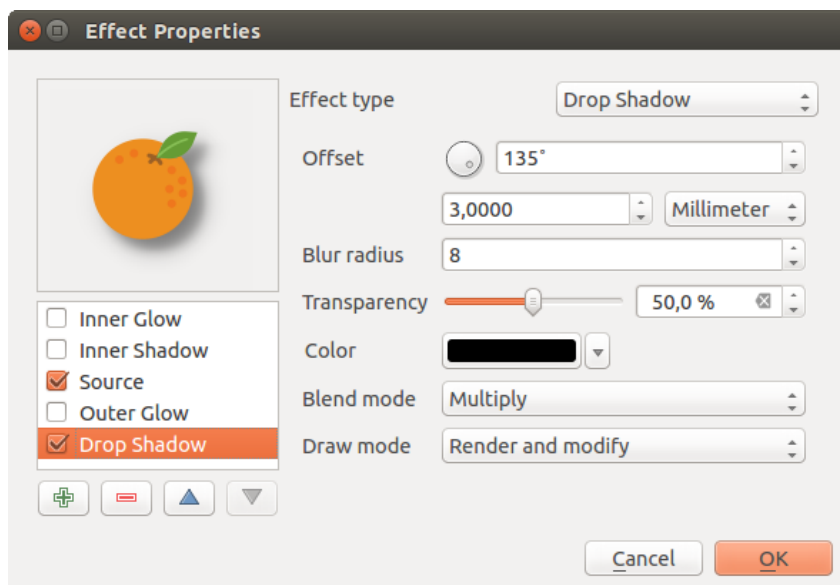 Effect Properties
Effect type Drop Shadow
Offset 135°
3,0000 Millimeter
Blur radius 8
Transparency 50,0 %
Color
Blend mode Multiply
Draw mode Render and modify
Inner Glow
Inner Shadow
Source
Outer Glow
Drop Shadow
Cancel OK